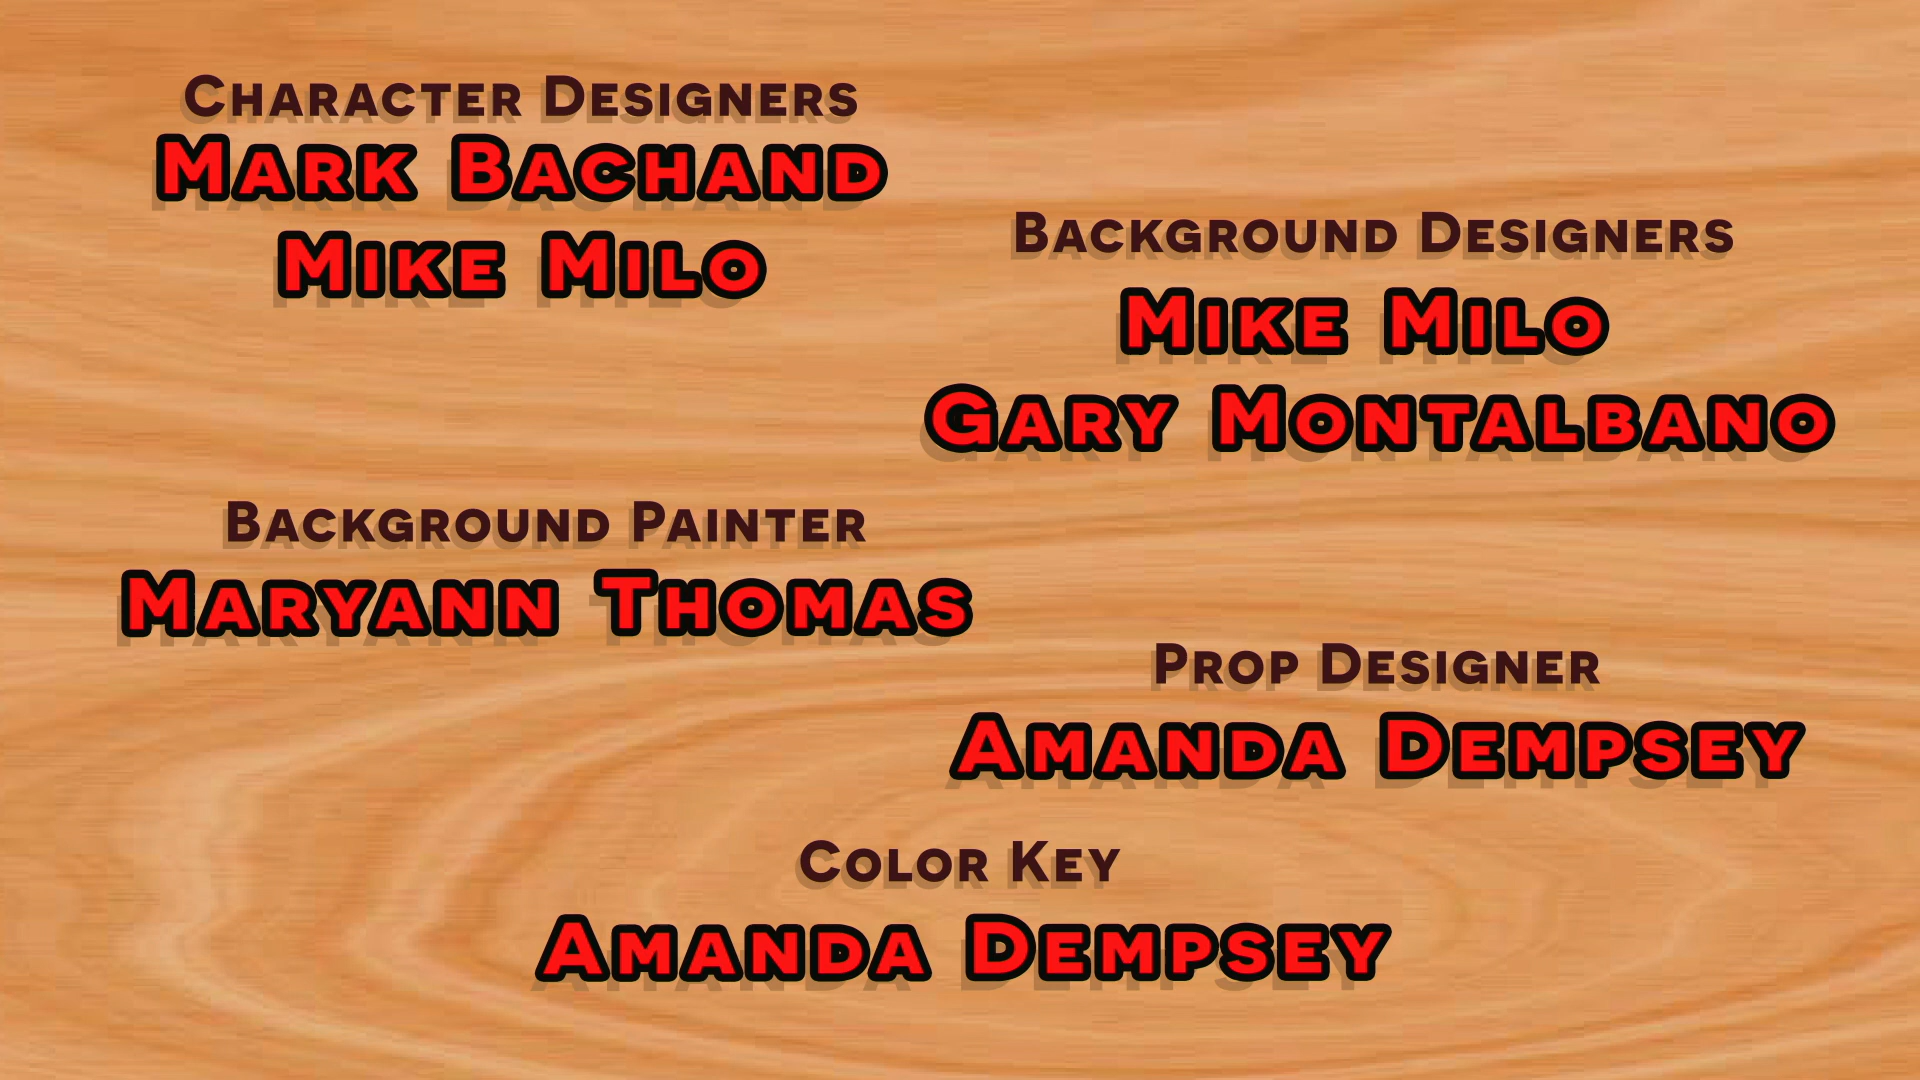 Character Designers
Mark Bachand
Mike Milo
Background Designers
Mike Milo
Gary Montalbano
Background Painter
Maryann Thomas
Prop Designer
Amanda Dempsey
Color Key
Amanda Dempsey